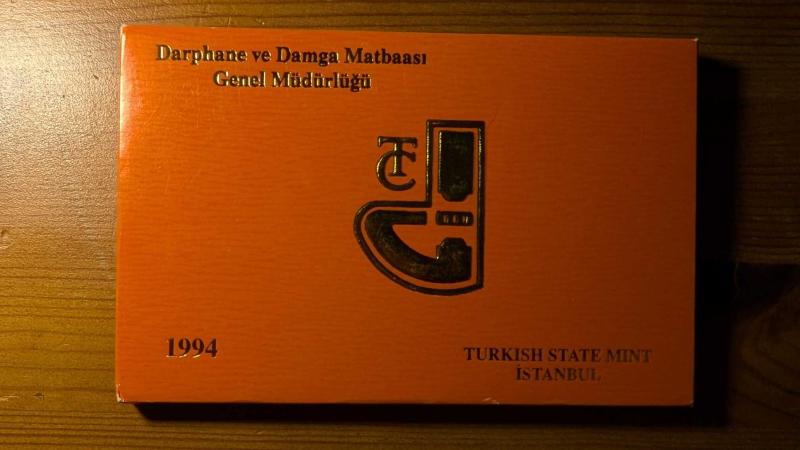 Darphane ve Damga Matbaası
Genel Müdürlüğü
TC
1994
TURKISH STATE MINT
İSTANBUL